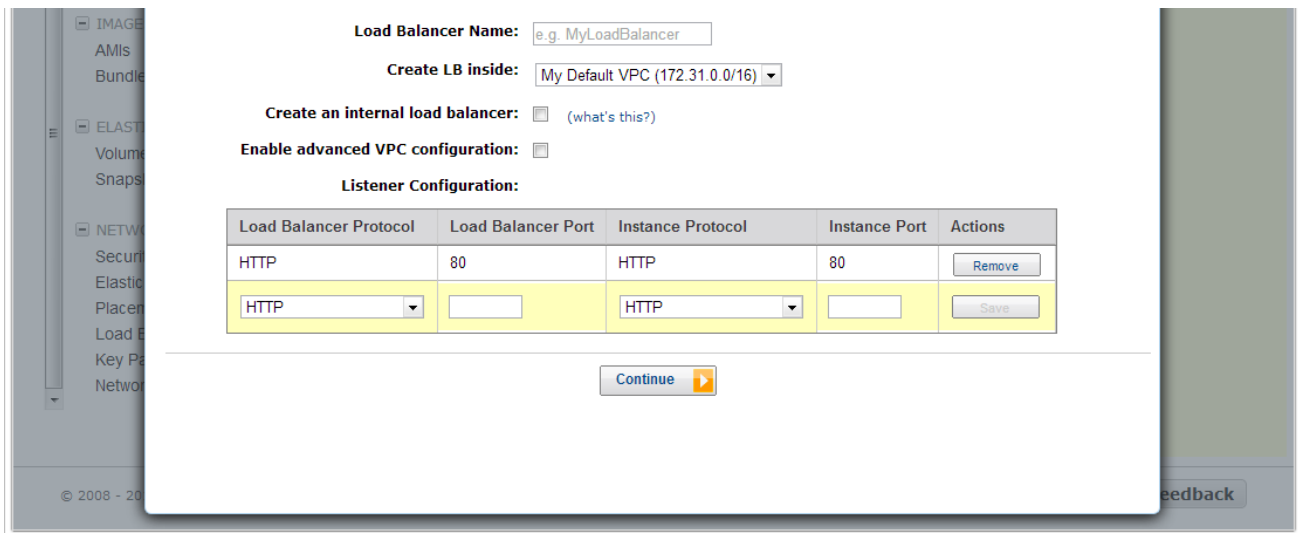 IMAGE
AMIs
Bundle
ELASTI
Volume
Snaps
NETWO
Securit
Elastic
Placem
Load B
Key Pa
Networ
© 2008 - 20
Load Balancer Name: e.g. MyLoadBalancer
Create LB inside: My Default VPC (172.31.0.0/16)
Create an internal load balancer: (what's this?)
Enable advanced VPC configuration:
Listener Configuration:
Load Balancer Protocol Load Balancer Port Instance Protocol Instance Port Actions
HTTP 80 HTTP 80 Remove
HTTP HTTP Save
Continue
eedback